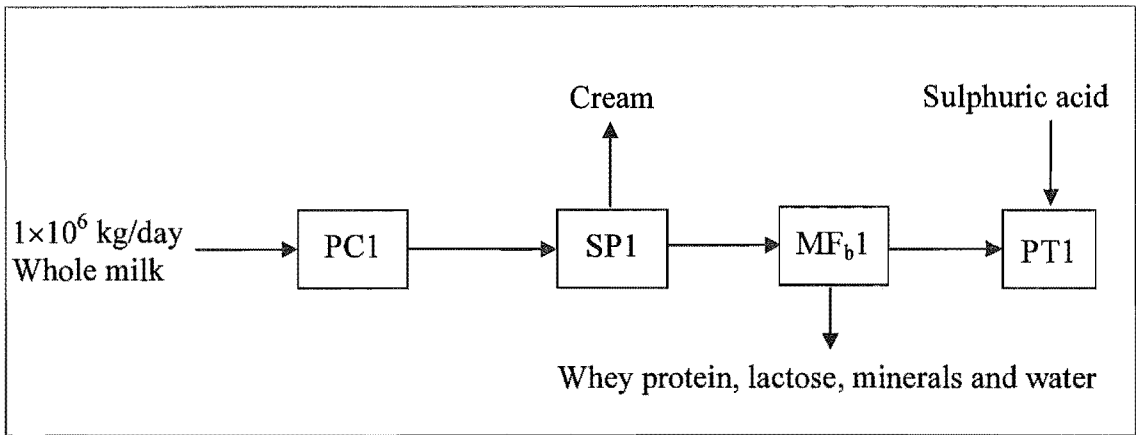 Cream
Sulphuric acid
1×10⁶ kg/day
Whole milk
PC1
SP1
MF_b1
PT1
Whey protein, lactose, minerals and water